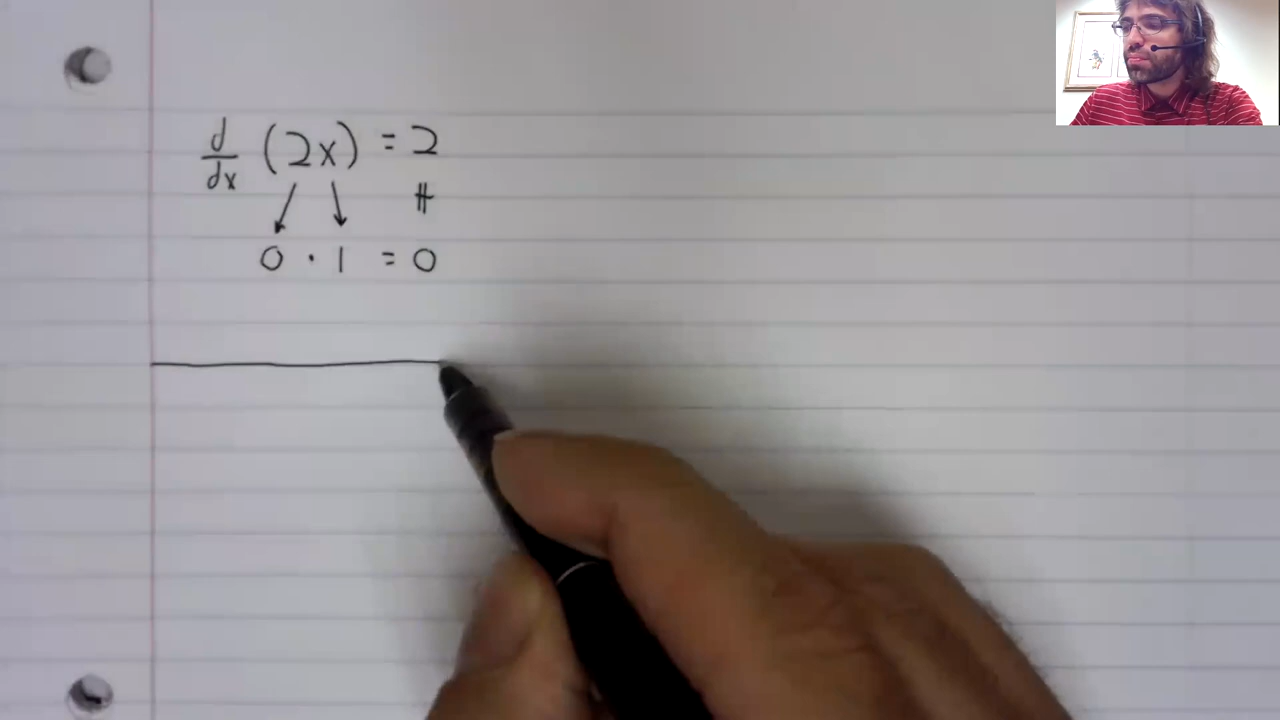 d/dx (2x) = 2
↙ ↘ ≠
0 · 1 = 0